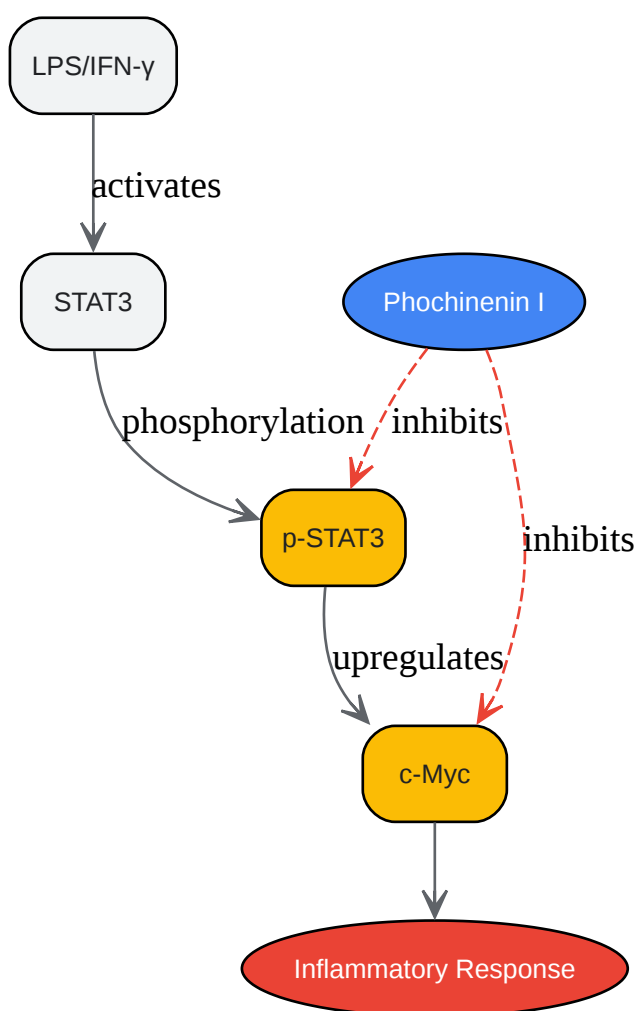 LPS/IFN-γ
activates
STAT3
Phochinenin I
phosphorylation
inhibits
p-STAT3
inhibits
upregulates
c-Myc
Inflammatory Response